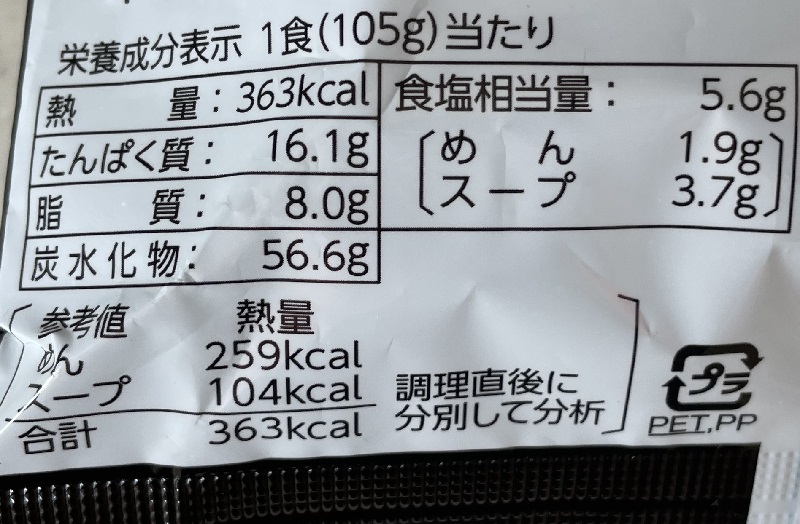 栄養成分表示 1食(105g)当たり
熱量：363kcal
たんぱく質：16.1g
脂質：8.0g
炭水化物：56.6g
食塩相当量：5.6g
めん 1.9g
スープ 3.7g
参考値 熱量
めん 259kcal
スープ 104kcal
合計 363kcal
調理直後に
分別して分析
プラ
PET,PP